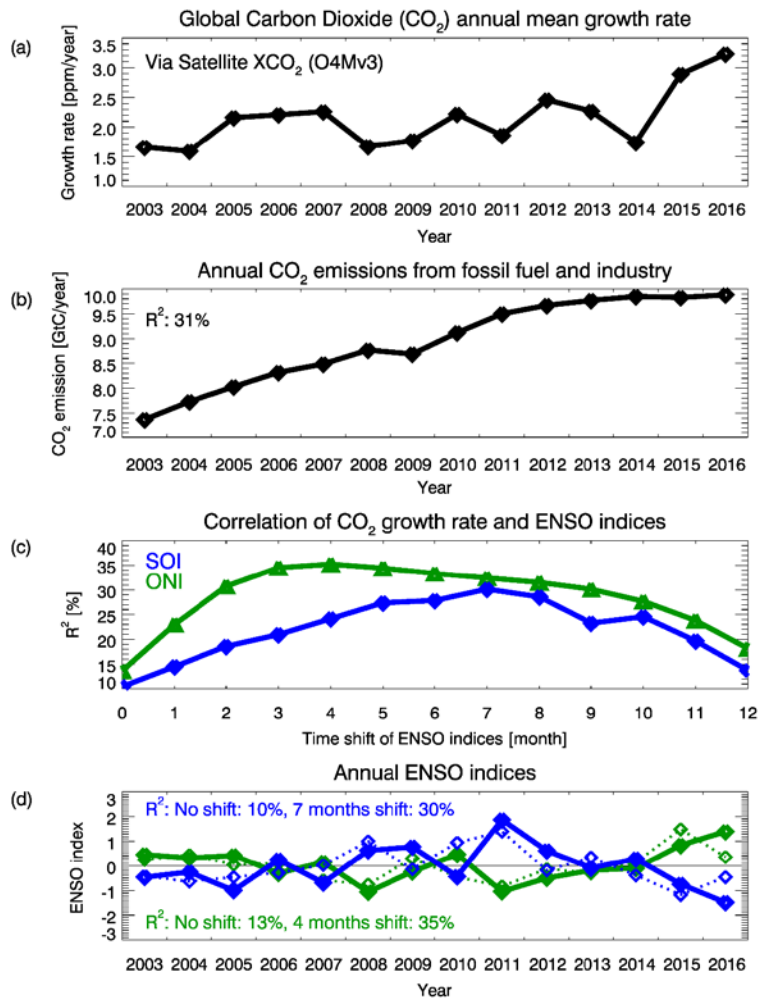 Global Carbon Dioxide (CO₂) annual mean growth rate
(a)
Via Satellite XCO₂ (O4Mv3)
Growth rate [ppm/year]
3.5
3.0
2.5
2.0
1.5
1.0
2003 2004 2005 2006 2007 2008 2009 2010 2011 2012 2013 2014 2015 2016
Year
Annual CO₂ emissions from fossil fuel and industry
(b)
R²: 31%
CO₂ emission [GtC/year]
10.0
9.5
8.5
8.0
7.5
7.0
2003 2004 2005 2006 2007 2008 2009 2010 2011 2012 2013 2014 2015 2016
Year
Correlation of CO₂ growth rate and ENSO indices
(c)
SOI
ONI
R² [%]
40
35
30
25
20
15
10
0 1 2 3 4 5 6 7 8 9 10 11 12
Time shift of ENSO indices [month]
Annual ENSO indices
(d)
R²: No shift: 10%, 7 months shift: 30%
ENSO index
3
2
1
0
-1
-2
-3
R²: No shift: 13%, 4 months shift: 35%
2003 2004 2005 2006 2007 2008 2009 2010 2011 2012 2013 2014 2015 2016
Year